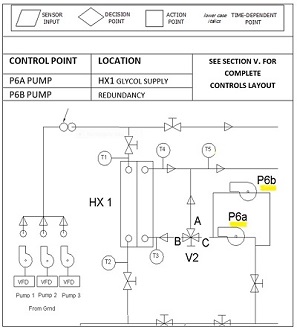 SENSOR INPUT
DECISION POINT
ACTION POINT
lower case italics
TIME-DEPENDENT POINT
CONTROL POINT
LOCATION
SEE SECTION V. FOR COMPLETE CONTROLS LAYOUT
P6A PUMP
HX1 GLYCOL SUPPLY
P6B PUMP
REDUNDANCY
T1
T4
T5
P6b
HX 1
A
P6a
B
C
T2
T3
V2
VFD
VFD
VFD
Pump 1
Pump 2
Pump 3
From Grnd